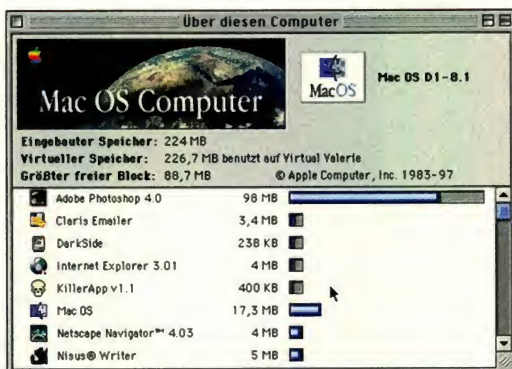 Über diesen Computer
Mac OS Computer
MacOS
Mac OS D1-8.1
Eingebauter Speicher: 224 MB
Virtueller Speicher: 226,7 MB benutzt auf Virtual Valerie
Größter freier Block: 88,7 MB © Apple Computer, Inc. 1983-97
Adobe Photoshop 4.0 98 MB
Claris Emailer 3,4 MB
DarkSide 238 KB
Internet Explorer 3.01 4 MB
KillerApp v1.1 400 KB
Mac OS 17,3 MB
Netscape Navigator™ 4.03 4 MB
Nisus® Writer 5 MB